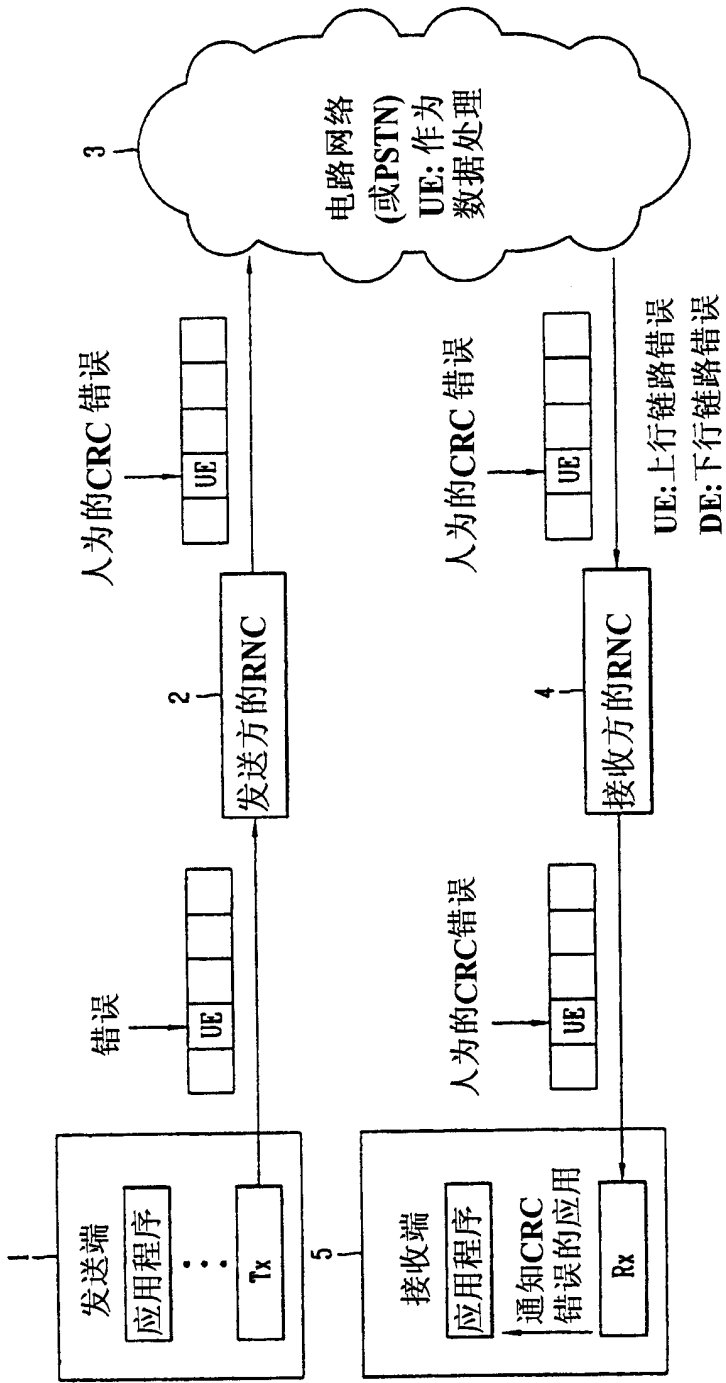 1
发送端
应用程序
Tx
错误
UE
2
发送方的RNC
人为的CRC 错误
UE
3
电路网络
(或PSTN)
UE: 作为
数据处理
5
接收端
应用程序
通知CRC
错误的应用
Rx
人为的CRC错误
UE
4
接收方的RNC
人为的CRC 错误
UE
UE:上行链路错误
DE:下行链路错误